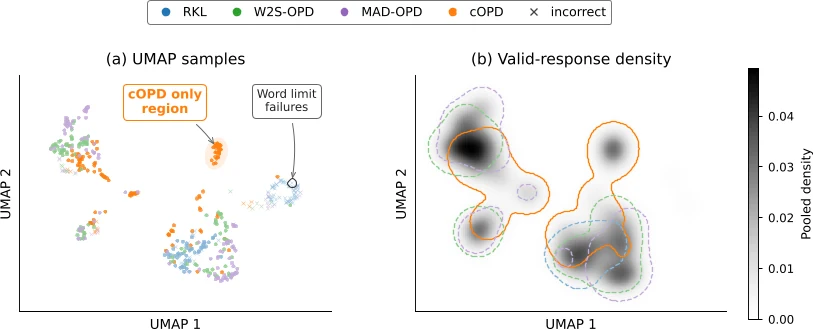 RKL W2S-OPD MAD-OPD cOPD incorrect
(a) UMAP samples
cOPD only
region
Word limit
failures
UMAP 2
UMAP 1
(b) Valid-response density
UMAP 2
UMAP 1
0.04
0.03
0.02
0.01
0.00
Pooled density